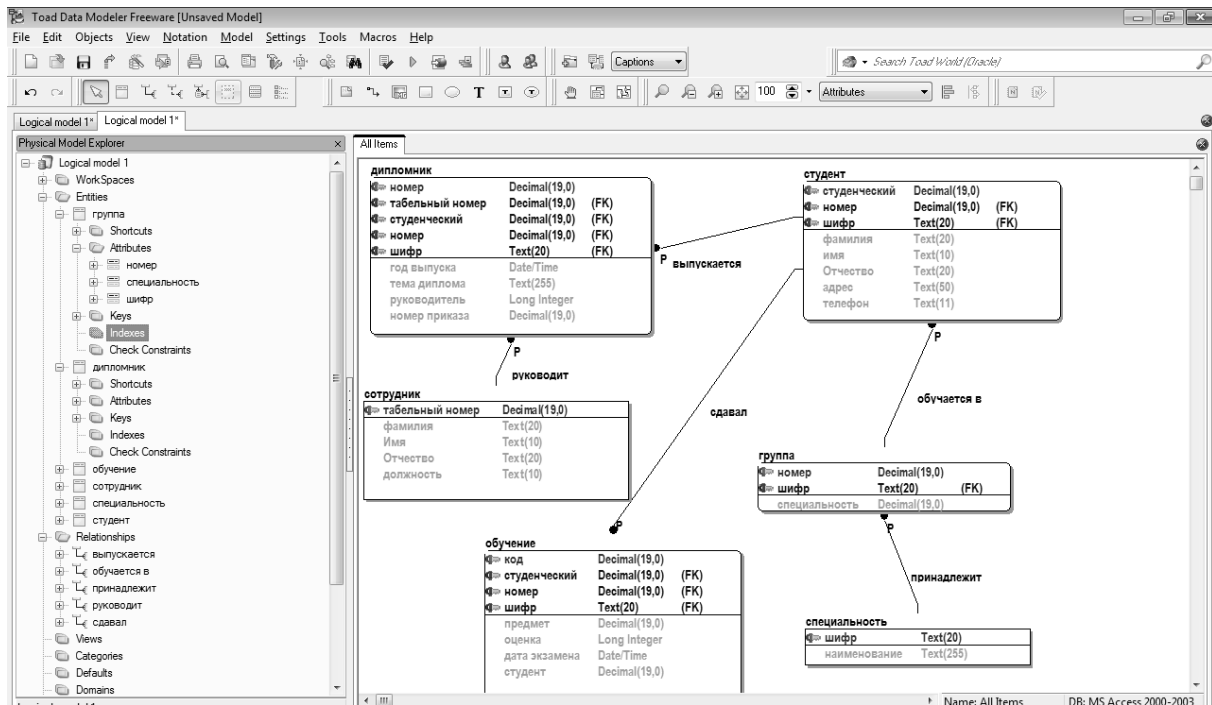 Toad Data Modeler Freeware [Unsaved Model]
File Edit Objects View Notation Model Settings Tools Macros Help
Captions
Search Toad World (Oracle)
100
Attributes
Logical model 1* Logical model 1*
Physical Model Explorer
Logical model 1
WorkSpaces
Entities
группа
Shortcuts
Attributes
номер
специальность
шифр
Keys
Indexes
Check Constraints
дипломник
Shortcuts
Attributes
Keys
Indexes
Check Constraints
обучение
сотрудник
специальность
студент
Relationships
выпускается
обучается в
принадлежит
руководит
сдавал
Views
Categories
Defaults
Domains
All Items
дипломник
номер Decimal(19,0)
табельный номер Decimal(19,0) (FK)
студенческий Decimal(19,0) (FK)
номер Decimal(19,0) (FK)
шифр Text(20) (FK)
год выпуска Date/Time
тема диплома Text(255)
руководитель Long Integer
номер приказа Decimal(19,0)
P выпускается
студент
студенческий Decimal(19,0)
номер Decimal(19,0) (FK)
шифр Text(20) (FK)
фамилия Text(20)
имя Text(10)
Отчество Text(20)
адрес Text(50)
телефон Text(11)
P
руководит
P
обучается в
сотрудник
табельный номер Decimal(19,0)
фамилия Text(20)
Имя Text(10)
Отчество Text(20)
должность Text(10)
сдавал
P
группа
номер Decimal(19,0)
шифр Text(20) (FK)
специальность Decimal(19,0)
P
принадлежит
обучение
код Decimal(19,0)
студенческий Decimal(19,0) (FK)
номер Decimal(19,0) (FK)
шифр Text(20) (FK)
предмет Decimal(19,0)
оценка Long Integer
дата экзамена Date/Time
студент Decimal(19,0)
специальность
шифр Text(20)
наименование Text(255)
Name: All Items DB: MS Access 2000-2003